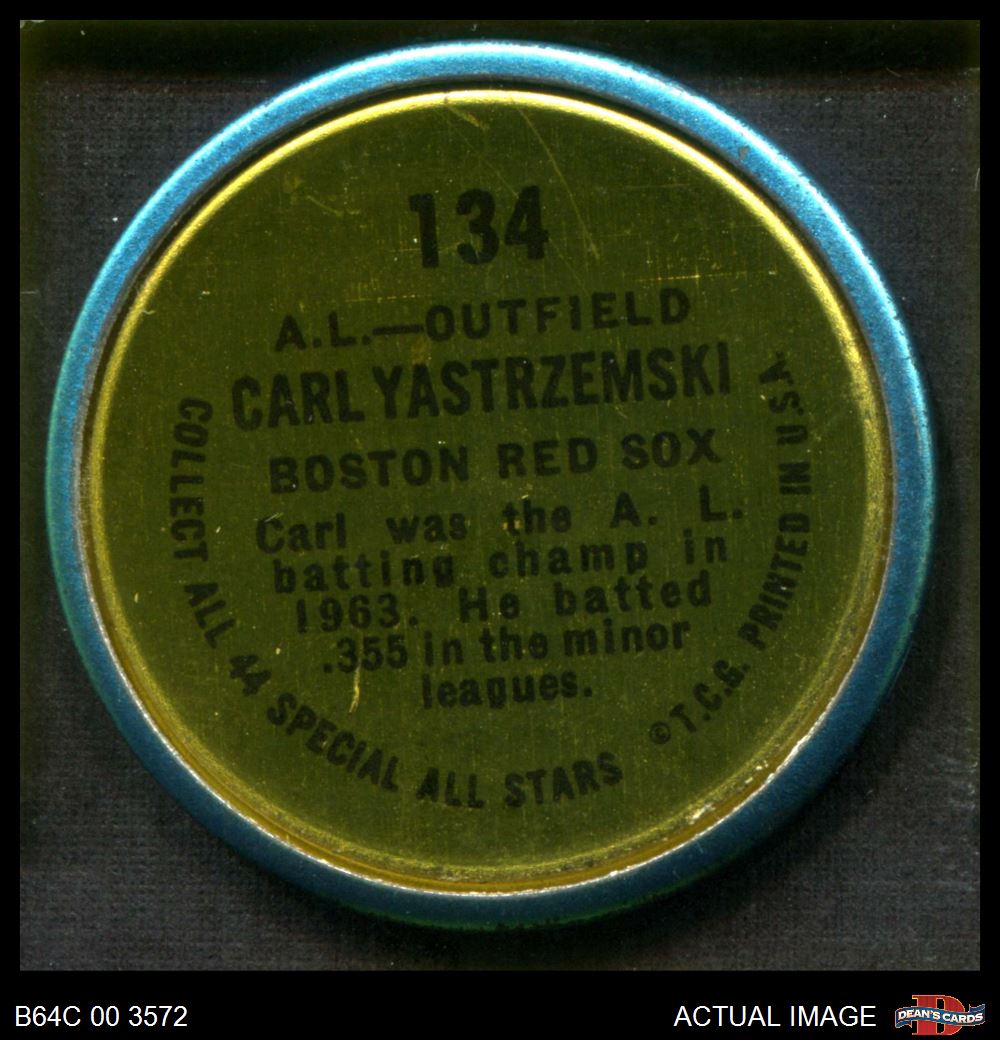 134
A.L.—OUTFIELD
CARL YASTRZEMSKI
BOSTON RED SOX
Carl was the A. L.
batting champ in
1963. He batted
.355 in the minor
leagues.
COLLECT ALL 44 SPECIAL ALL STARS
© T.C.G. PRINTED IN U.S.A.
B64C 00 3572
ACTUAL IMAGE
D
DEAN'S CARDS